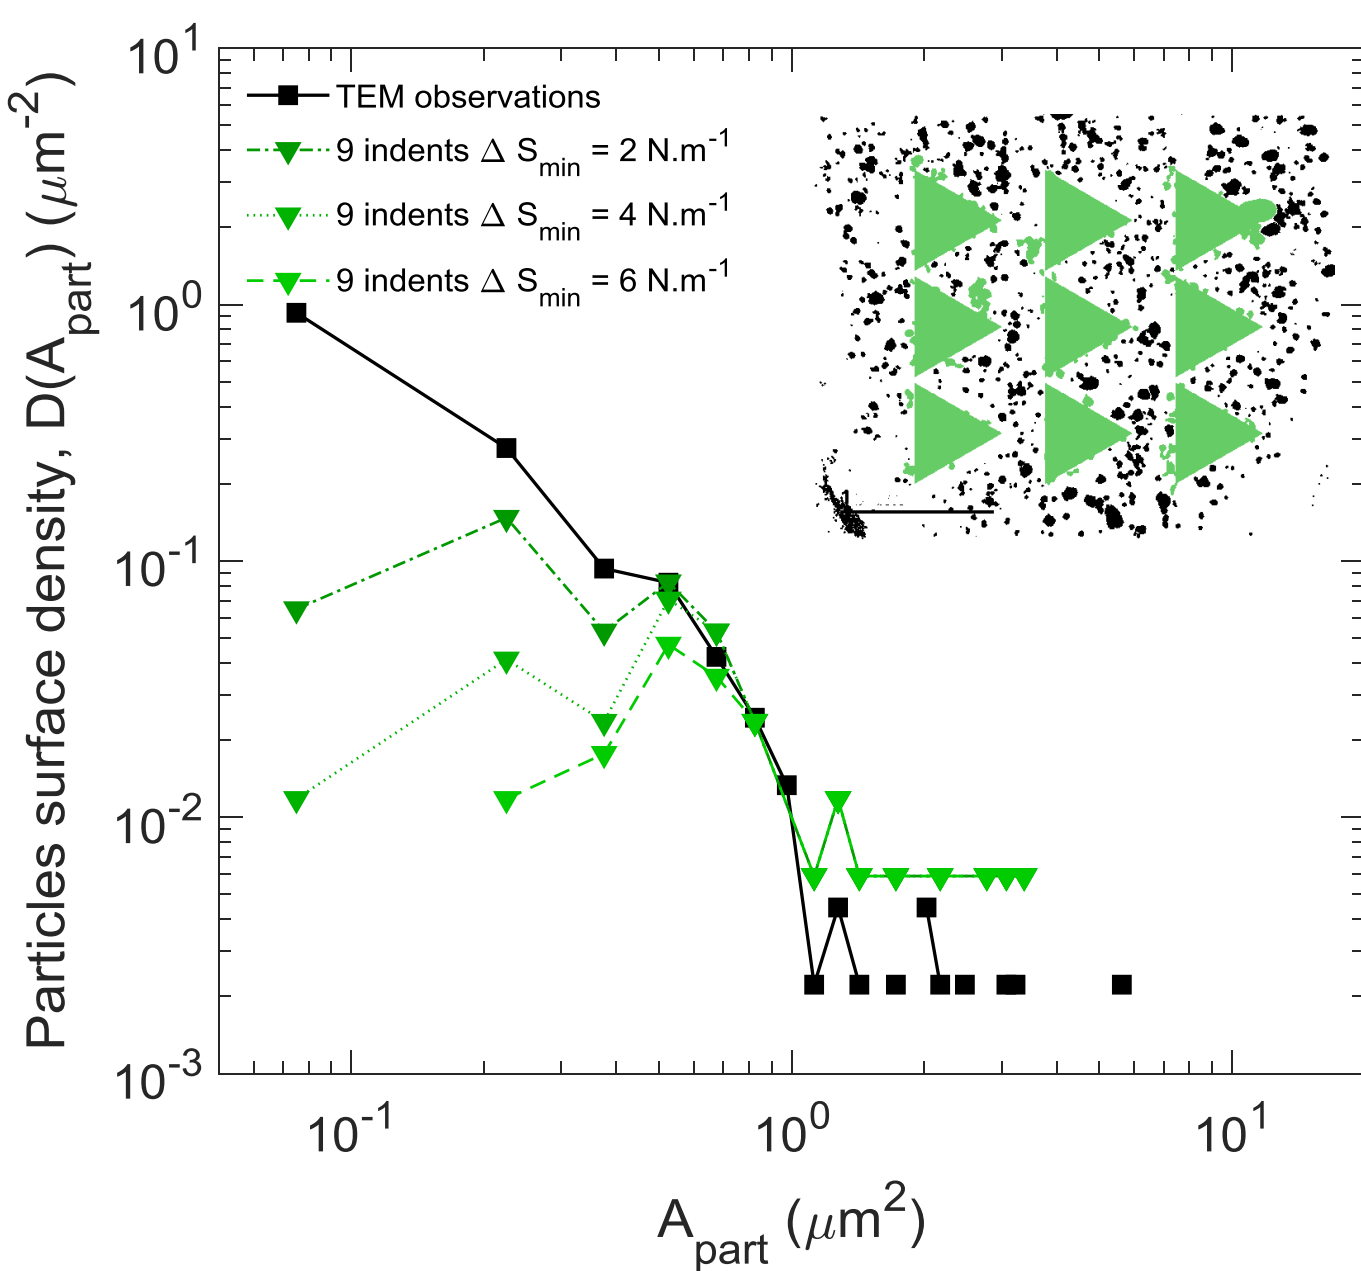 10^1
10^0
10^-1
10^-2
10^-3
Particles surface density, D(A_part) (μm^-2)
TEM observations
9 indents Δ S_min = 2 N.m^-1
9 indents Δ S_min = 4 N.m^-1
9 indents Δ S_min = 6 N.m^-1
10^-1
10^0
10^1
A_part (μm^2)